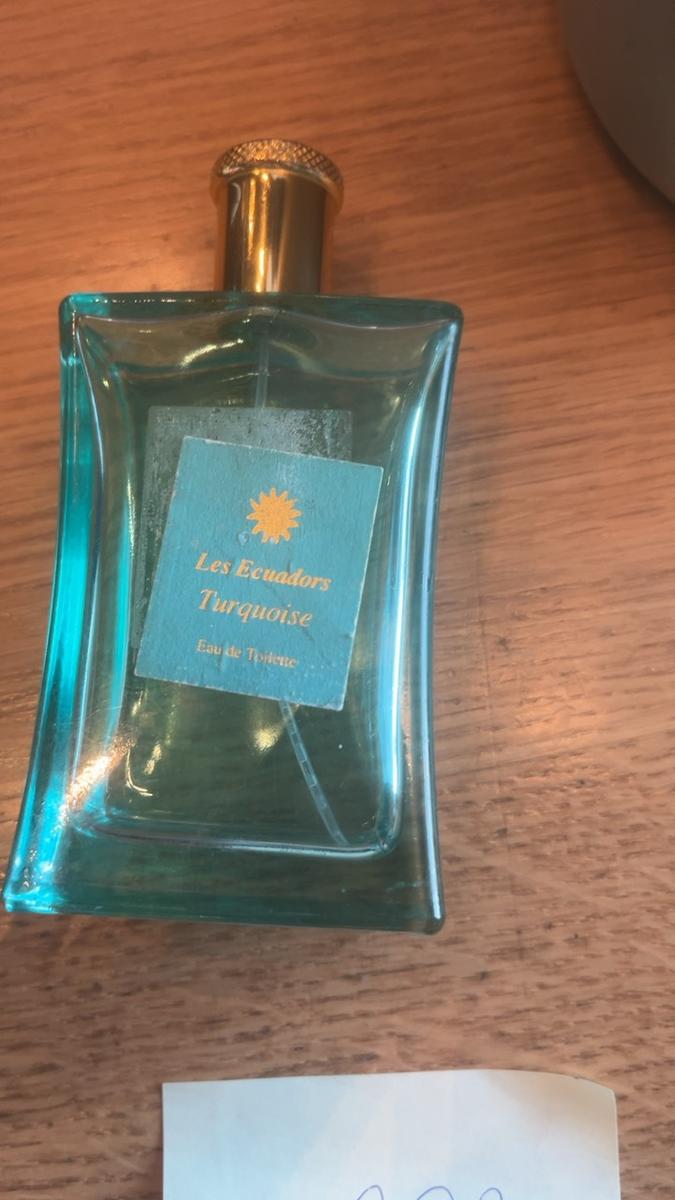 Les Ecuadors
Turquoise
Eau de Toilette